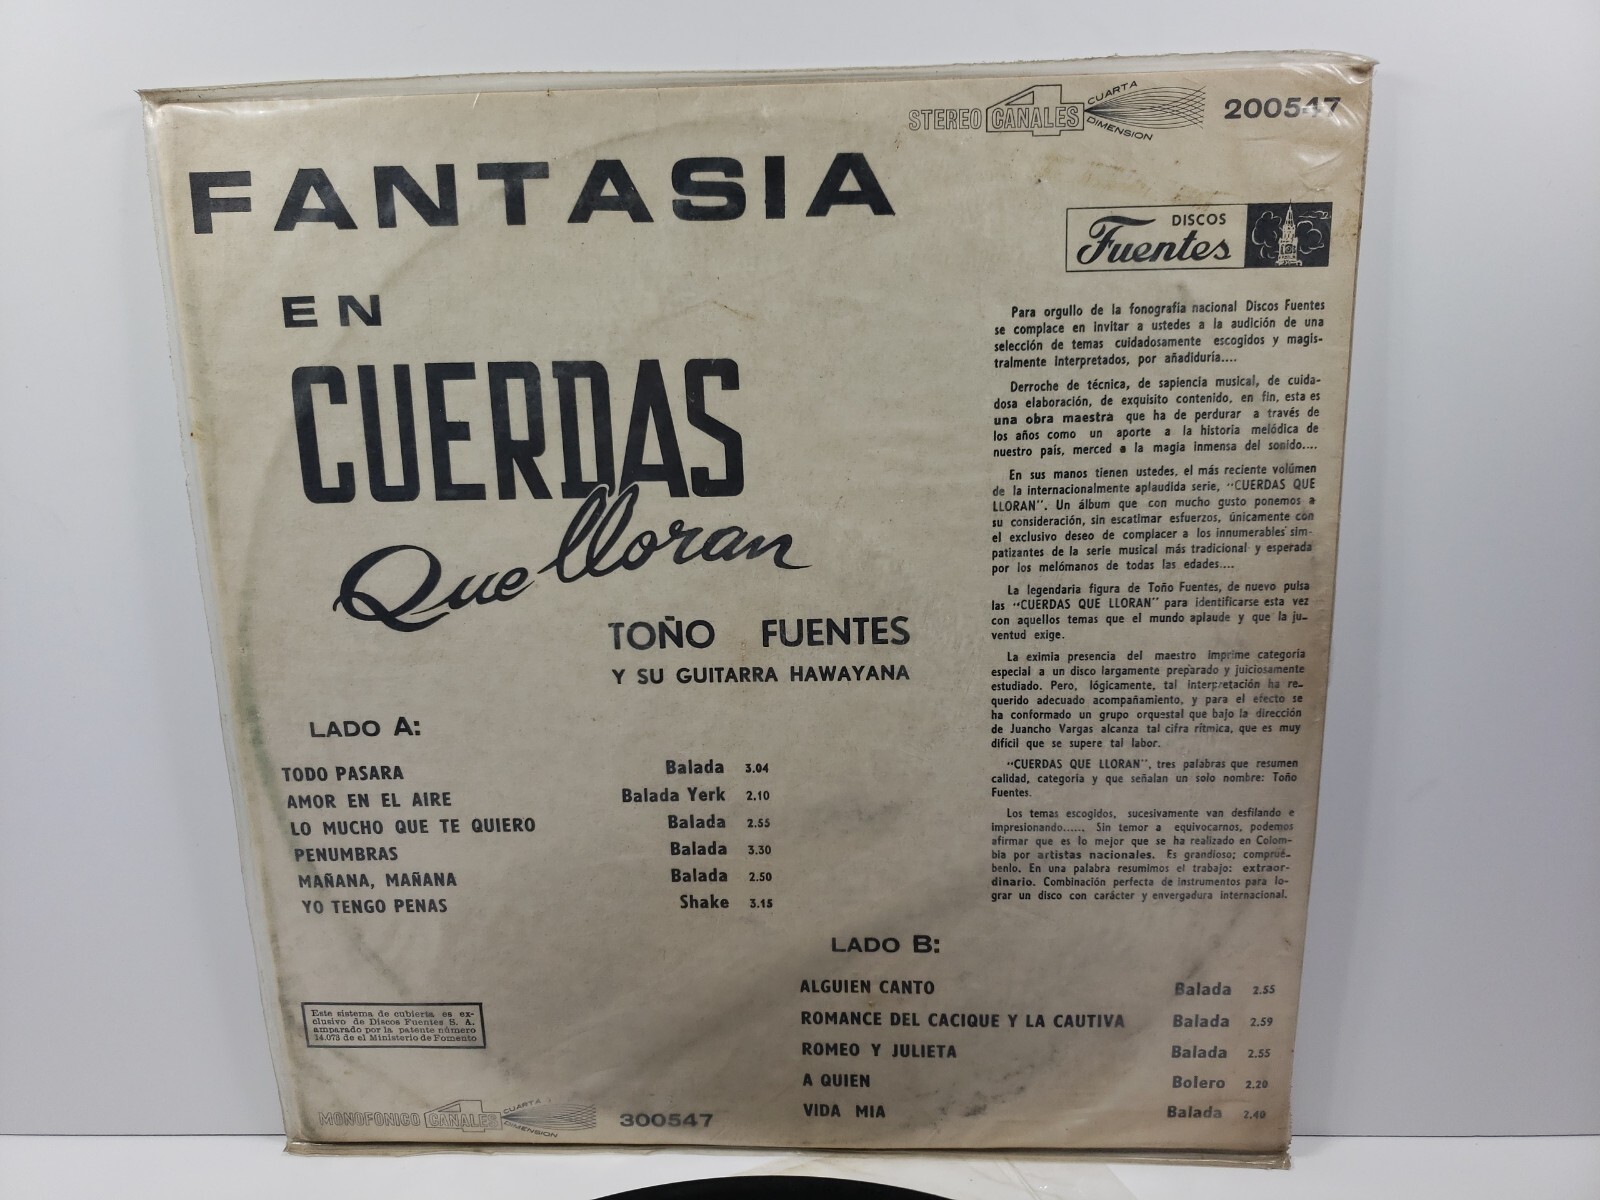 STEREO 4 CANALES CUARTA DIMENSION 200547
FANTASIA
EN
CUERDAS
Que lloran
TOÑO FUENTES
Y SU GUITARRA HAWAYANA
DISCOS
Fuentes
Para orgullo de la fonografía nacional Discos Fuentes
se complace en invitar a ustedes a la audición de una
selección de temas cuidadosamente escogidos y magis-
tralmente interpretados, por añadiduría....
Derroche de técnica, de sapiencia musical, de cuida-
dosa elaboración, de exquisito contenido, en fin, esta es
una obra maestra que ha de perdurar a través de
los años como un aporte a la historia melódica de
nuestro país, merced a la magia inmensa del sonido....
En sus manos tienen ustedes, el más reciente volúmen
de la internacionalmente aplaudida serie, "CUERDAS QUE
LLORAN". Un álbum que con mucho gusto ponemos a
su consideración, sin escatimar esfuerzos, únicamente con
el exclusivo deseo de complacer a los innumerables sim-
patizantes de la serie musical más tradicional y esperada
por los melómanos de todas las edades....
La legendaria figura de Toño Fuentes, de nuevo pulsa
las "CUERDAS QUE LLORAN" para identificarse esta vez
con aquellos temas que el mundo aplaude y que la ju-
ventud exige.
La eximia presencia del maestro imprime categoría
especial a un disco largamente preparado y juiciosamente
estudiado. Pero, lógicamente, tal interpretación ha re-
querido adecuado acompañamiento, y para el efecto se
ha conformado un grupo orquestal que bajo la dirección
de Juancho Vargas alcanza tal cifra rítmica, que es muy
difícil que se supere tal labor.
"CUERDAS QUE LLORAN", tres palabras que resumen
calidad, categoría y que señalan un solo nombre: Toño
Fuentes.
Los temas escogidos, sucesivamente van desfilando e
impresionando...... Sin temor a equivocarnos, podemos
afirmar que es lo mejor que se ha realizado en Colom-
bia por artistas nacionales. Es grandioso; comprué-
benlo. En una palabra resumimos el trabajo: extraor-
dinario. Combinación perfecta de instrumentos para lo-
grar un disco con carácter y envergadura internacional.
LADO A:
TODO PASARA Balada 3.04
AMOR EN EL AIRE Balada Yerk 2.10
LO MUCHO QUE TE QUIERO Balada 2.55
PENUMBRAS Balada 3.30
MAÑANA, MAÑANA Balada 2.50
YO TENGO PENAS Shake 3.15
LADO B:
ALGUIEN CANTO Balada 2.55
ROMANCE DEL CACIQUE Y LA CAUTIVA Balada 2.59
ROMEO Y JULIETA Balada 2.55
A QUIEN Bolero 2.20
VIDA MIA Balada 2.40
Este sistema de cubierta es ex-
clusivo de Discos Fuentes S. A.
amparado por la patente número
14.073 de el Ministerio de Fomento
MONOFONICO 4 CANALES CUARTA DIMENSION 300547